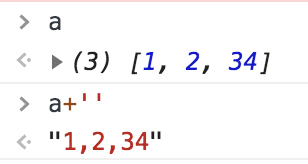 > a
<· ▶ (3) [1, 2, 34]
> a+''
<· "1,2,34"